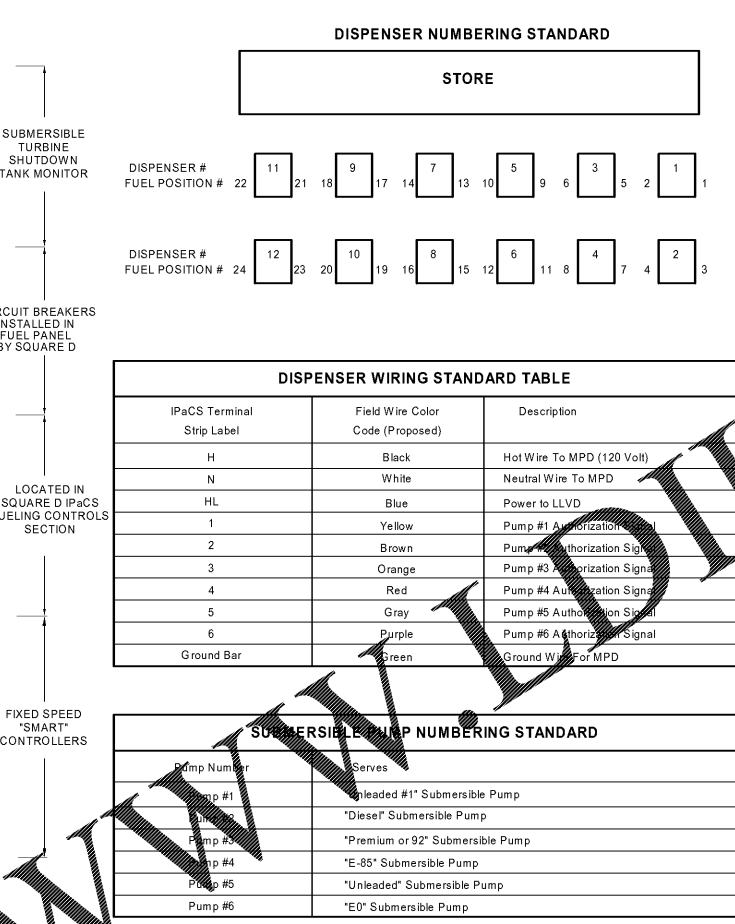 DISPENSER NUMBERING STANDARD
STORE
SUBMERSIBLE
TURBINE
SHUTDOWN
TANK MONITOR
DISPENSER # 11 9 7 5 3 1
FUEL POSITION # 22 21 18 17 14 13 10 9 6 5 2 1
DISPENSER # 12 10 8 6 4 2
FUEL POSITION # 24 23 20 19 16 15 12 11 8 7 4 3
RCUIT BREAKERS
NSTALLED IN
FUEL PANEL
BY SQUARE D
DISPENSER WIRING STANDARD TABLE
IPaCS Terminal Field Wire Color Description
Strip Label Code (Proposed)
H Black Hot Wire To MPD (120 Volt)
N White Neutral Wire To MPD
HL Blue Power to LLVD
1 Yellow Pump #1 Authorization Signal
2 Brown Pump #2 Authorization Signal
3 Orange Pump #3 Authorization Signal
4 Red Pump #4 Authorization Signal
5 Gray Pump #5 Authorization Signal
6 Purple Pump #6 Authorization Signal
Ground Bar Green Ground Wire For MPD
LOCATED IN
SQUARE D IPaCS
UELING CONTROLS
SECTION
FIXED SPEED
"SMART"
CONTROLLERS
SUBMERSIBLE PUMP NUMBERING STANDARD
Pump Number Serves
Pump #1 "Unleaded #1" Submersible Pump
Pump #2 "Diesel" Submersible Pump
Pump #3 "Premium or 92" Submersible Pump
Pump #4 "E-85" Submersible Pump
Pump #5 "Unleaded" Submersible Pump
Pump #6 "E0" Submersible Pump
WWW.LDI